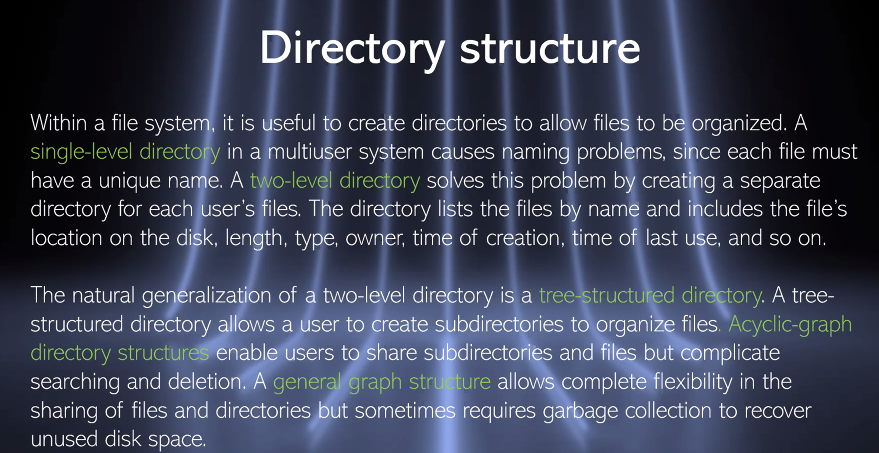 Directory structure
Within a file system, it is useful to create directories to allow files to be organized. A
single-level directory in a multiuser system causes naming problems, since each file must
have a unique name. A two-level directory solves this problem by creating a separate
directory for each user's files. The directory lists the files by name and includes the file's
location on the disk, length, type, owner, time of creation, time of last use, and so on.
The natural generalization of a two-level directory is a tree-structured directory. A tree-
structured directory allows a user to create subdirectories to organize files. Acyclic-graph
directory structures enable users to share subdirectories and files but complicate
searching and deletion. A general graph structure allows complete flexibility in the
sharing of files and directories but sometimes requires garbage collection to recover
unused disk space.